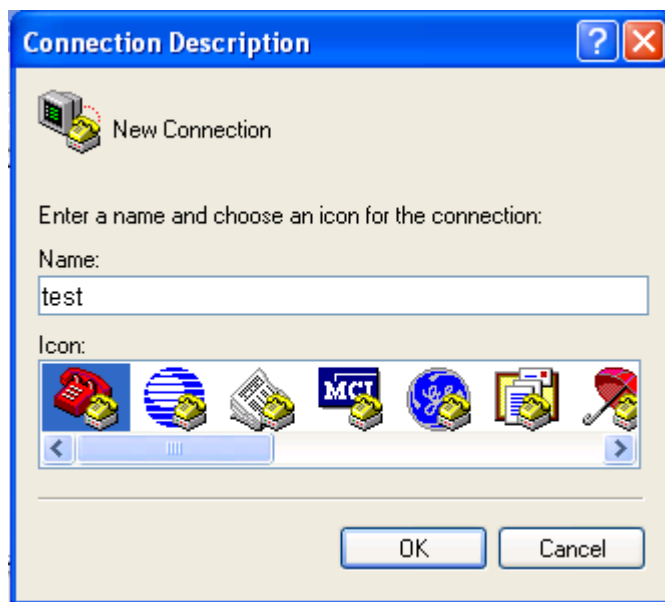 Connection Description
New Connection
Enter a name and choose an icon for the connection:
Name:
test
Icon:
MCI
OK Cancel